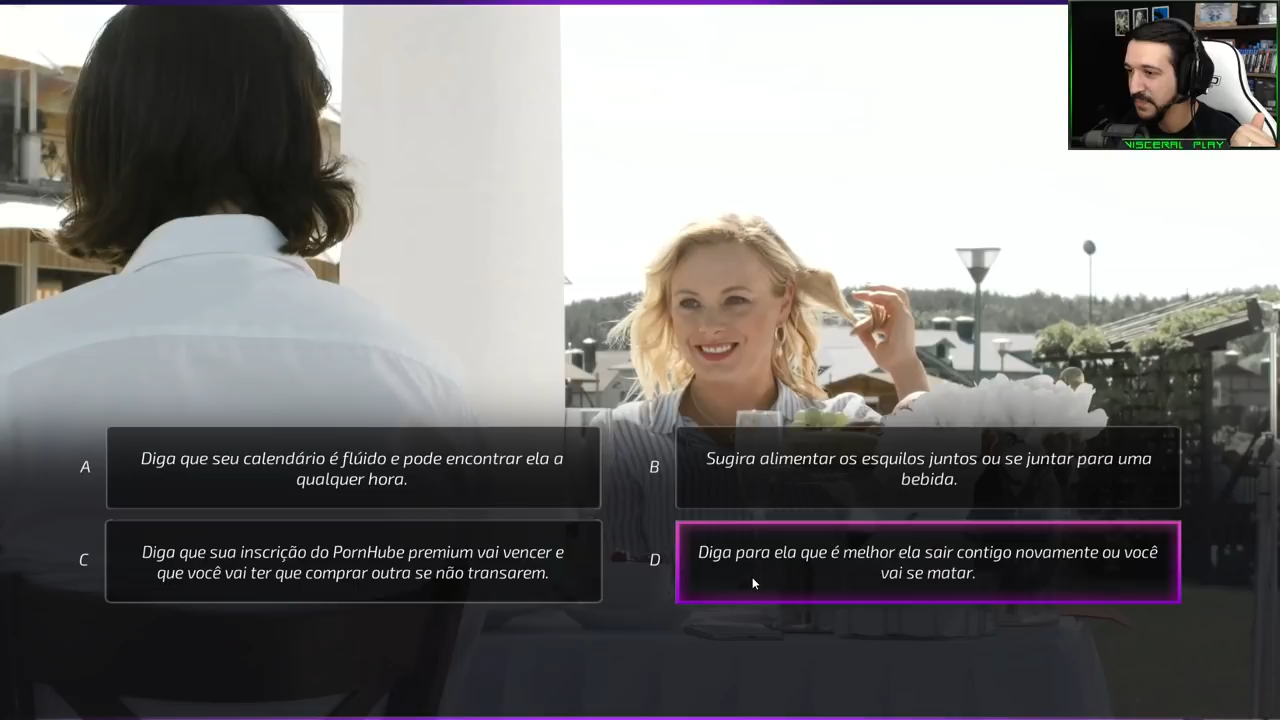 VISCERAL PLAY
A
Diga que seu calendário é flúido e pode encontrar ela a
qualquer hora.
B
Sugira alimentar os esquilos juntos ou se juntar para uma
bebida.
C
Diga que sua inscrição do PornHube premium vai vencer e
que você vai ter que comprar outra se não transarem.
D
Diga para ela que é melhor ela sair contigo novamente ou você
vai se matar.